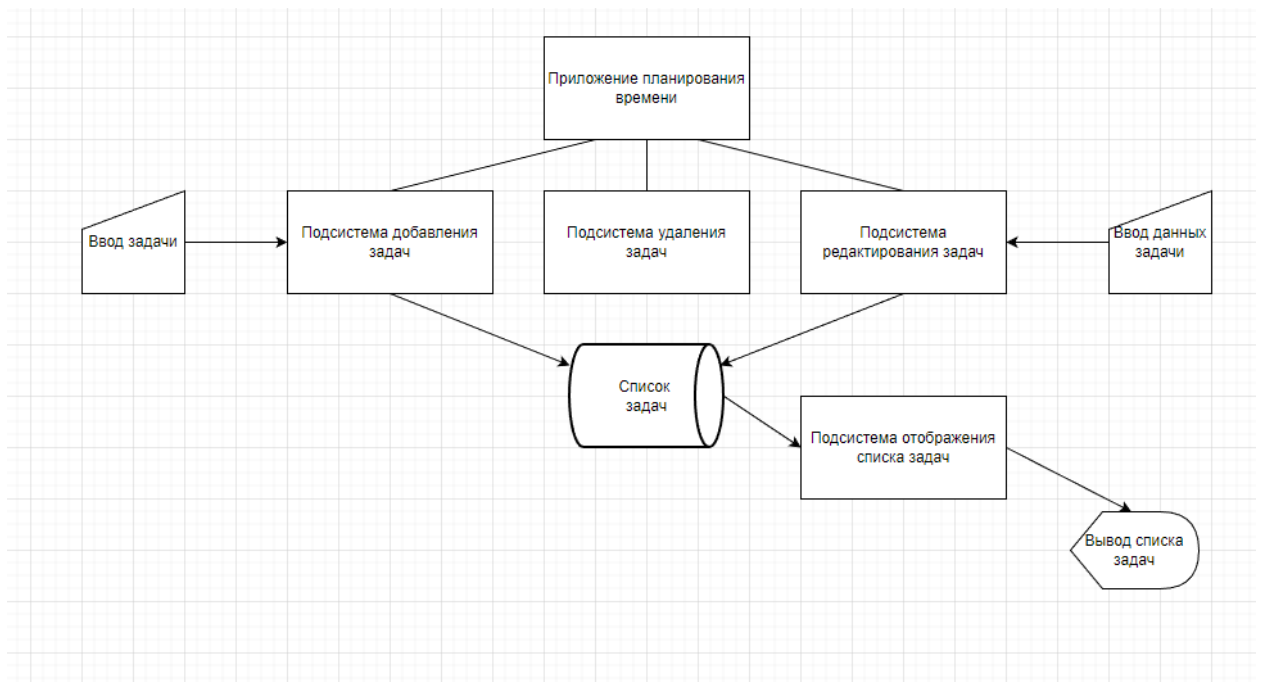 Приложение планирования
времени
Ввод задачи
Подсистема добавления
задач
Подсистема удаления
задач
Подсистема
редактирования задач
Ввод данных
задачи
Список
задач
Подсистема отображения
списка задач
Вывод списка
задач